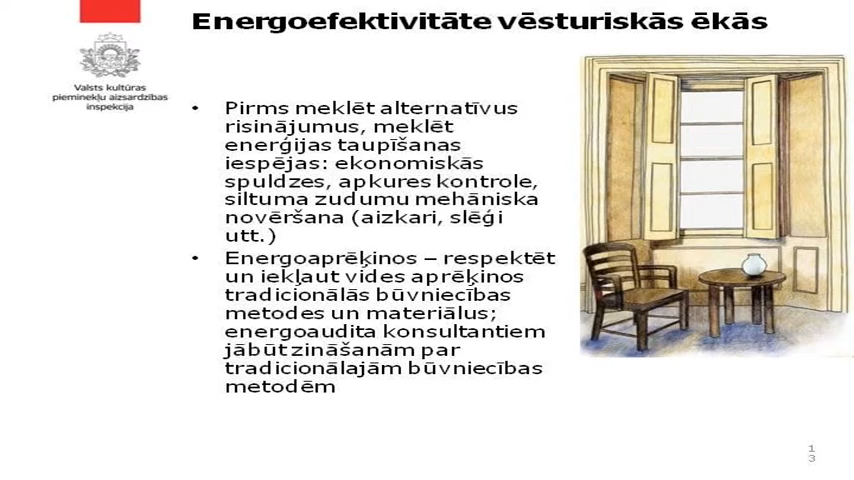 Energoefektivitāte vēsturiskās ēkās
Valsts kultūras
pieminekļu aizsardzības
inspekcija
• Pirms meklēt alternatīvus
risinājumus, meklēt
enerģijas taupīšanas
iespējas: ekonomiskās
spuldzes, apkures kontrole,
siltuma zudumu mehāniska
novēršana (aizkari, slēģi
utt.)
• Energoaprēķinos – respektēt
un iekļaut vides aprēķinos
tradicionālās būvniecības
metodes un materiālus;
energoaudita konsultantiem
jābūt zināšanām par
tradicionālajām būvniecības
metodēm
1
3